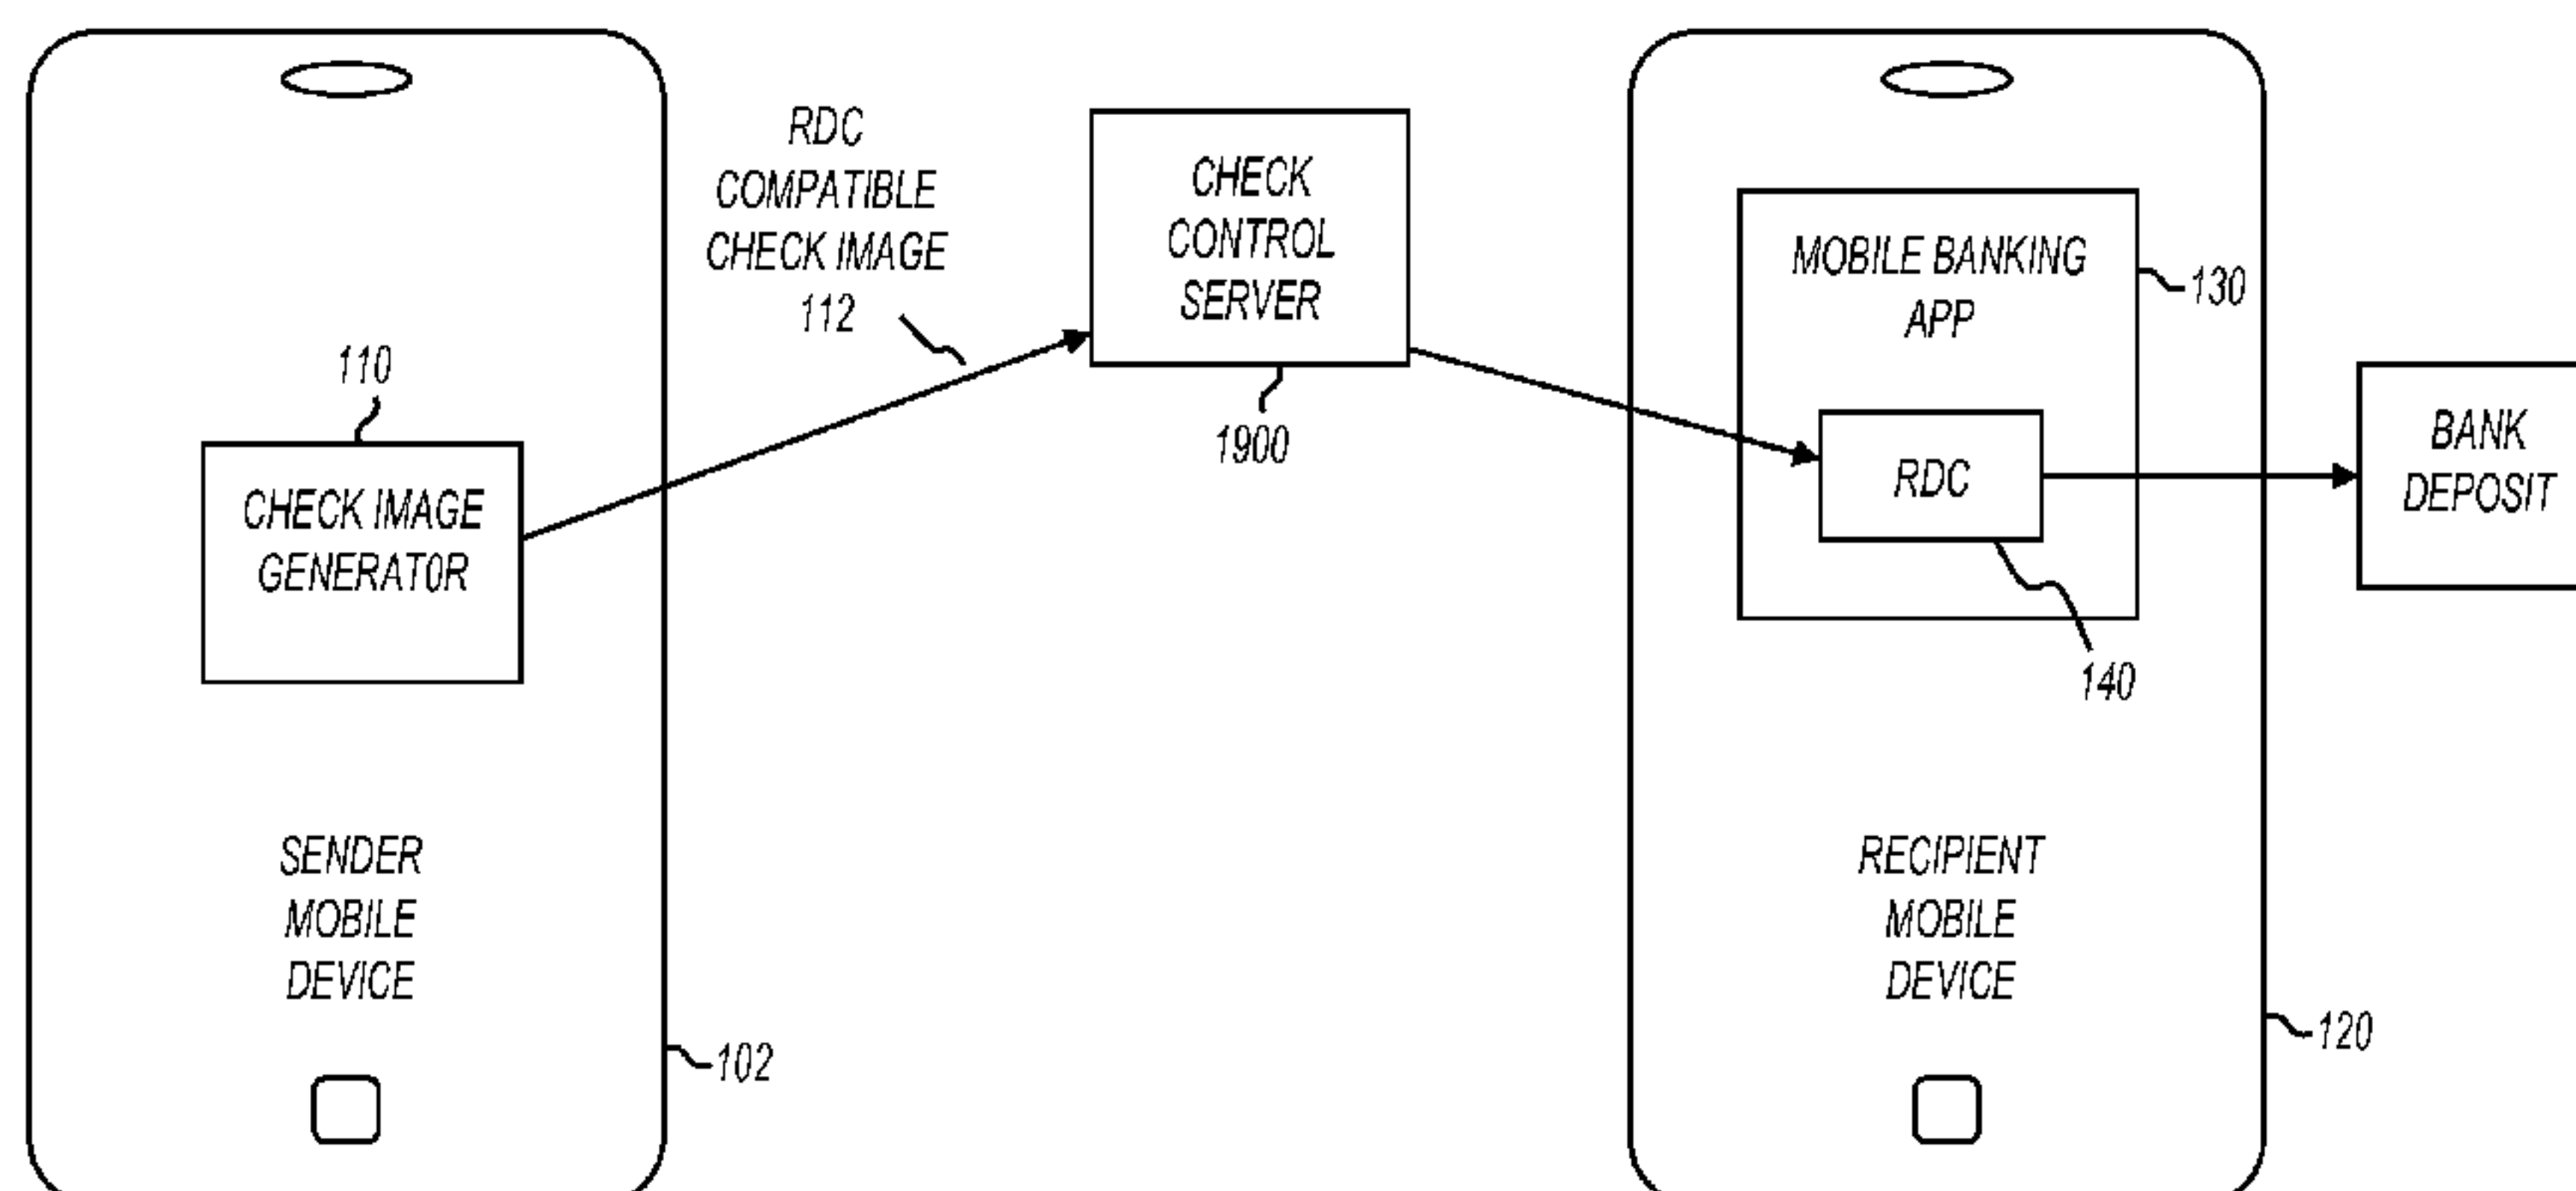 110
CHECK IMAGE
GENERATOR
SENDER
MOBILE
DEVICE
102
RDC
COMPATIBLE
CHECK IMAGE
112
CHECK
CONTROL
SERVER
1900
MOBILE BANKING
APP
130
RDC
140
RECIPIENT
MOBILE
DEVICE
120
BANK
DEPOSIT